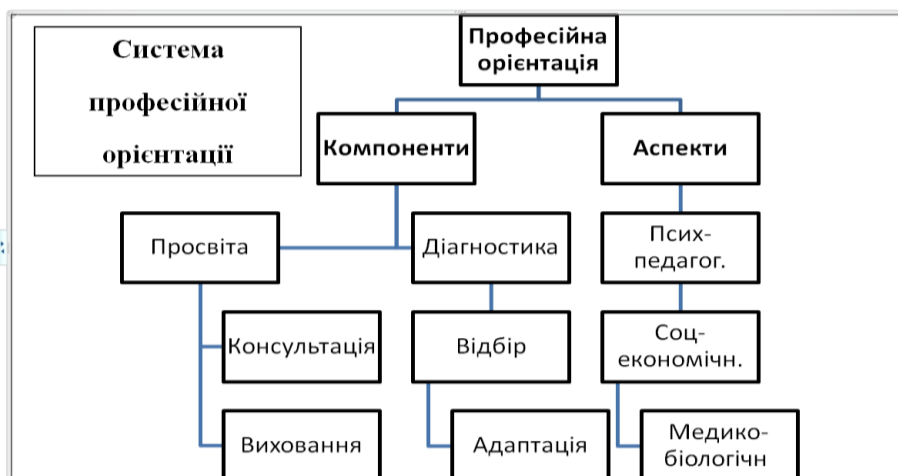 Система
професійної
орієнтації
Професійна
орієнтація
Компоненти
Аспекти
Просвіта
Діагностика
Псих-
педагог.
Консультація
Відбір
Соц-
економічн.
Виховання
Адаптація
Медико-
біологічн